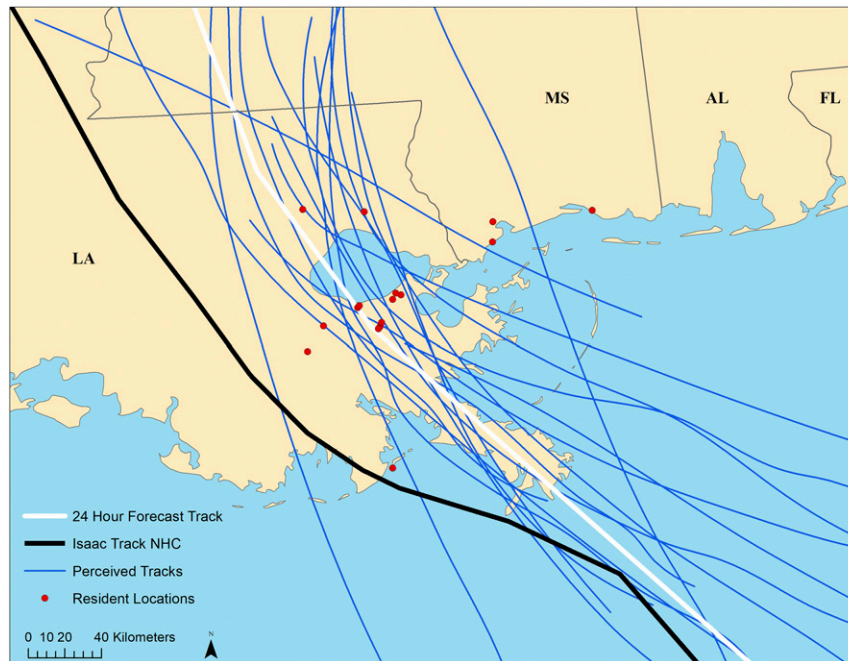 MS
AL
FL
LA
24 Hour Forecast Track
Isaac Track NHC
Perceived Tracks
Resident Locations
0 10 20 40 Kilometers
N